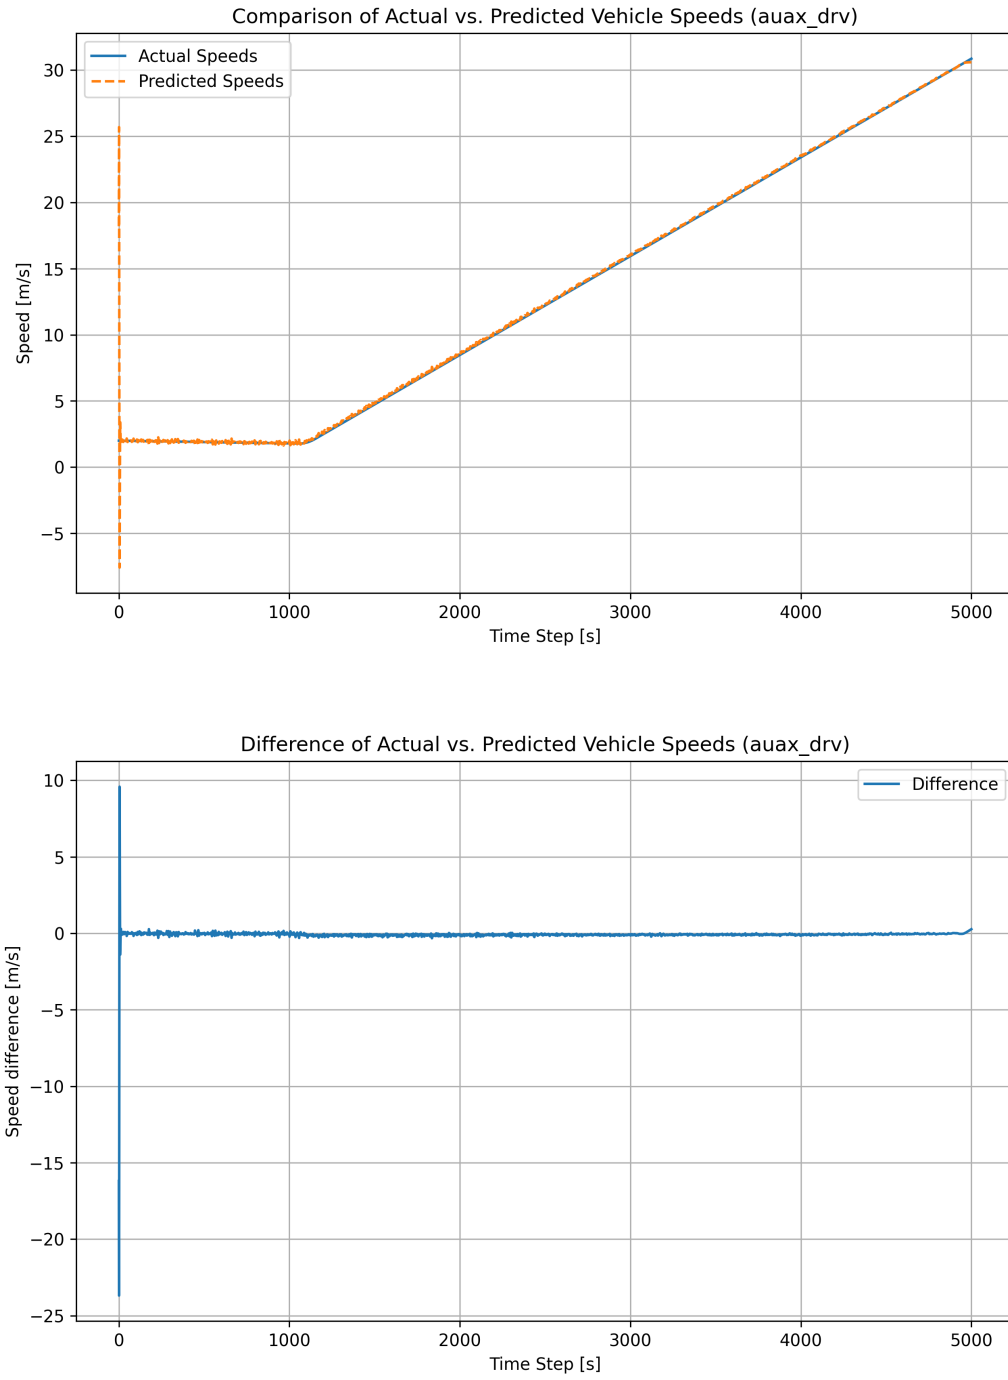 Comparison of Actual vs. Predicted Vehicle Speeds (auax_drv)
Actual Speeds
Predicted Speeds
30
25
20
15
10
5
0
−5
Speed [m/s]
0 1000 2000 3000 4000 5000
Time Step [s]
Difference of Actual vs. Predicted Vehicle Speeds (auax_drv)
Difference
10
5
0
−5
−10
−15
−20
−25
Speed difference [m/s]
0 1000 2000 3000 4000 5000
Time Step [s]